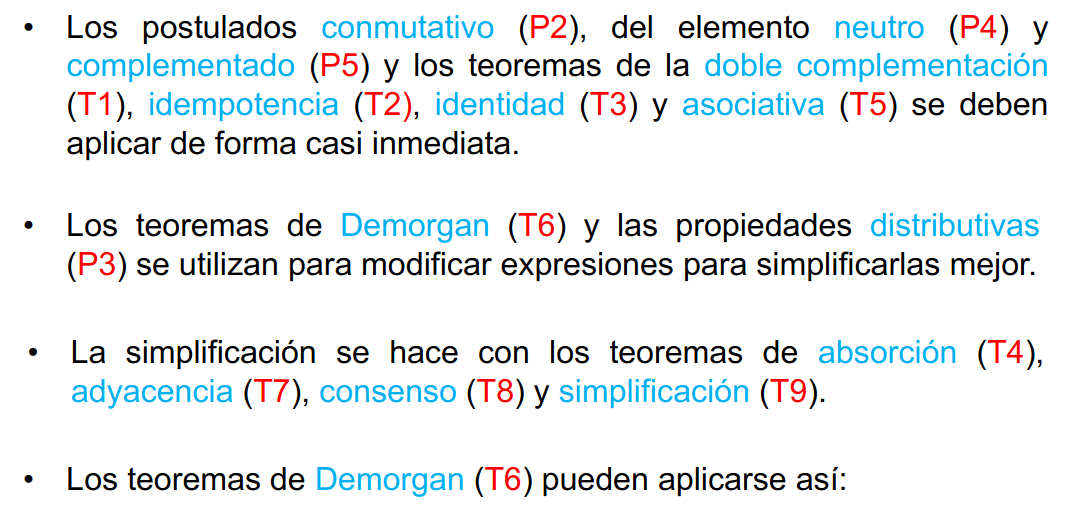 • Los postulados conmutativo (P2), del elemento neutro (P4) y
complementado (P5) y los teoremas de la doble complementación
(T1), idempotencia (T2), identidad (T3) y asociativa (T5) se deben
aplicar de forma casi inmediata.
• Los teoremas de Demorgan (T6) y las propiedades distributivas
(P3) se utilizan para modificar expresiones para simplificarlas mejor.
• La simplificación se hace con los teoremas de absorción (T4),
adyacencia (T7), consenso (T8) y simplificación (T9).
• Los teoremas de Demorgan (T6) pueden aplicarse así: